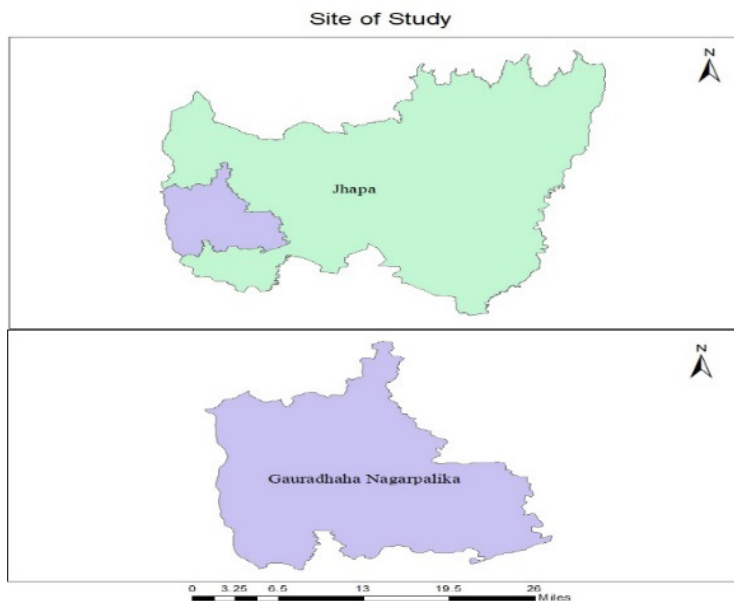 Site of Study
N
Jhapa
N
Gauradhaha Nagarpalika
0 3.25 6.5 13 19.5 26
Miles